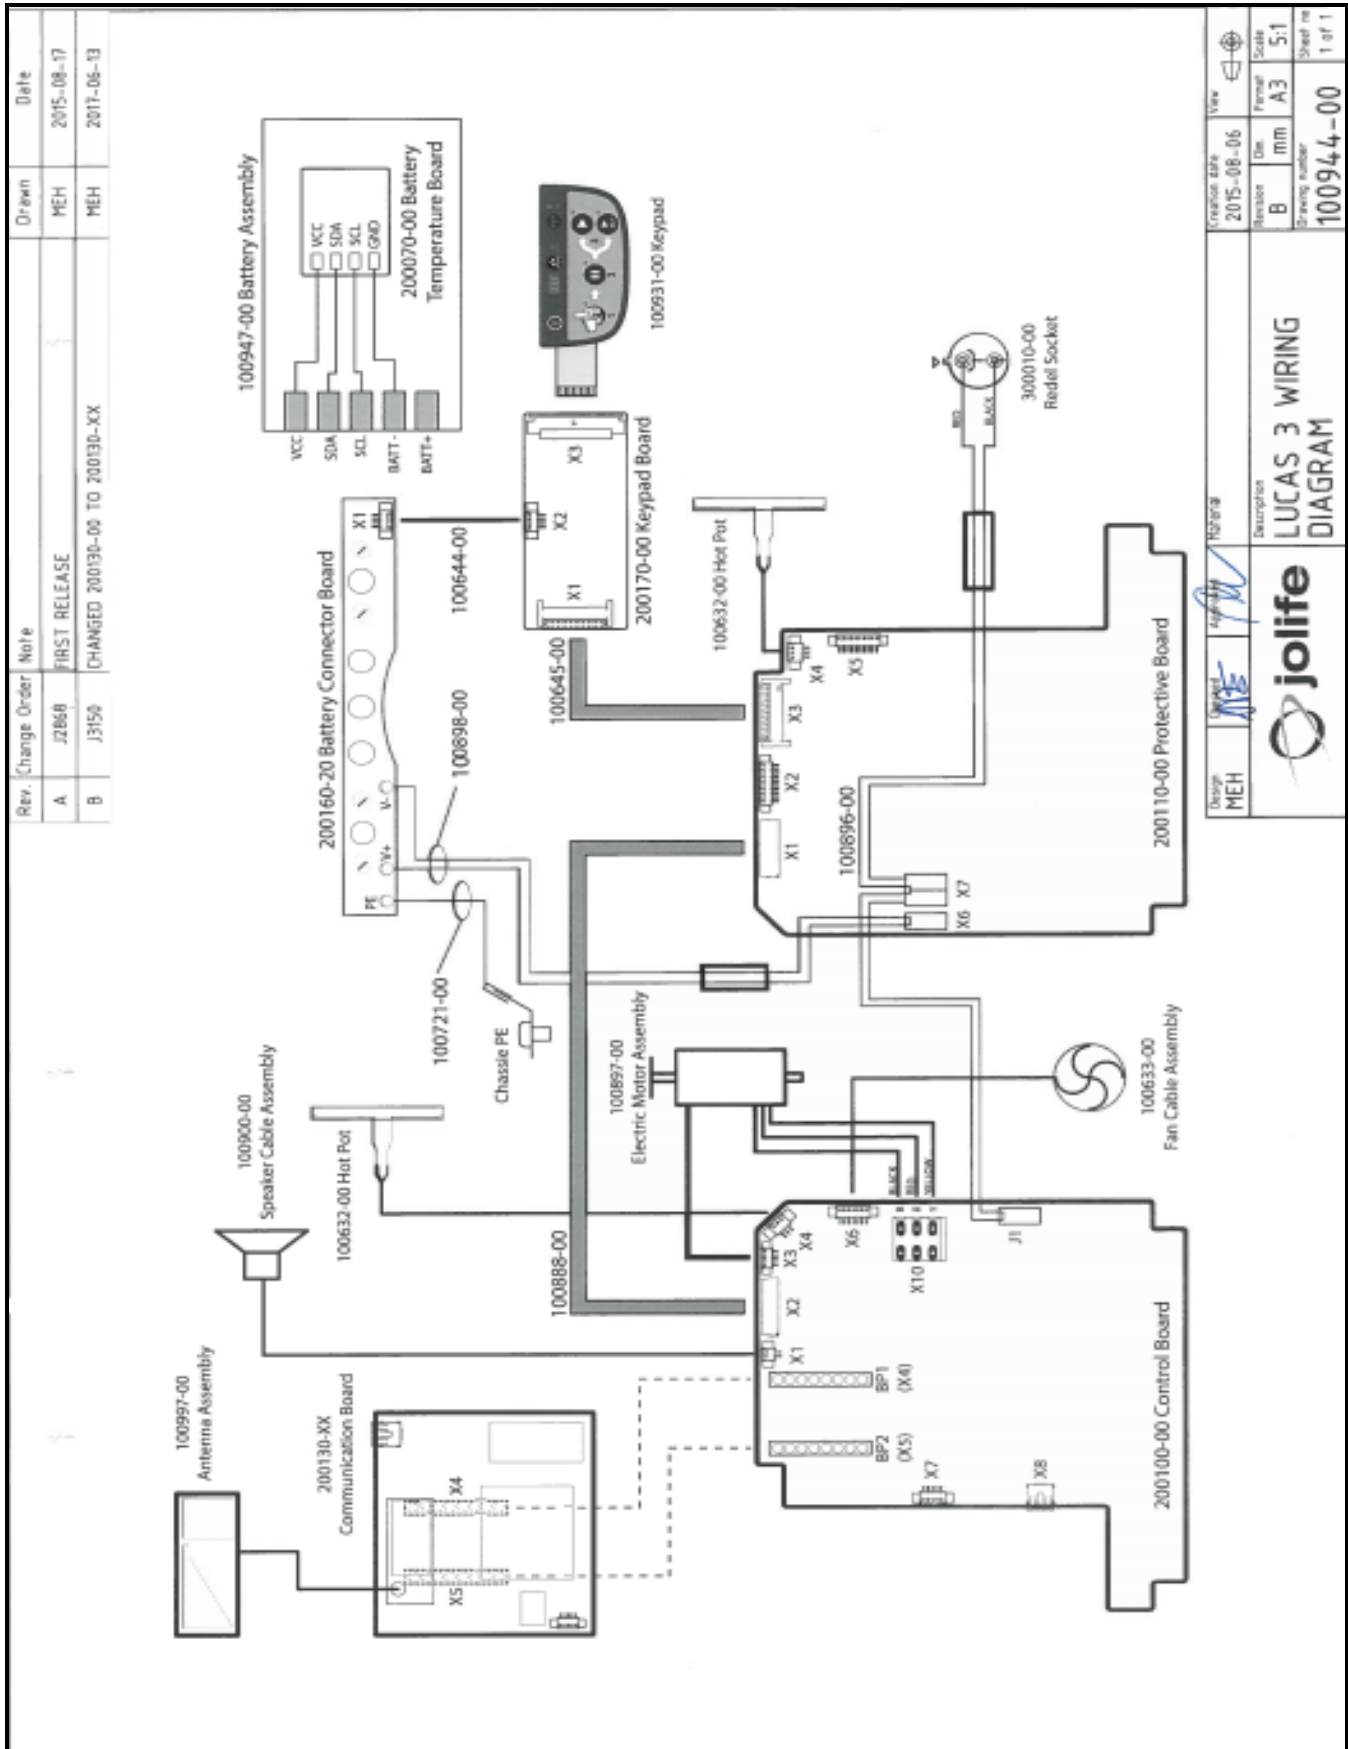 Rev. Change Order Note Drawn Date
A J2868 FIRST RELEASE MEH 2015-08-17
B J3150 CHANGED 200130-00 TO 200130-XX MEH 2017-06-13
100997-00
Antenna Assembly
200130-XX
Communication Board
X5
X4
100900-00
Speaker Cable Assembly
100632-00 Hot Pot
100888-00
100721-00
Chassie PE
100898-00
200160-20 Battery Connector Board
PE
V+
V-
X1
100644-00
100947-00 Battery Assembly
VCC
SDA
SCL
BATT -
BATT+
VCC
SDA
SCL
GND
200070-00 Battery
Temperature Board
100645-00
X1
X2
X3
200170-00 Keypad Board
100931-00 Keypad
100897-00
Electric Motor Assembly
100632-00 Hot Pot
BP2
(X5)
BP1
(X4)
X1
X2
X3
X4
X6
X7
X8
X10
BLACK
RED
YELLOW
J1
200100-00 Control Board
100633-00
Fan Cable Assembly
X1
X2
X3
X4
X5
100896-00
X6
X7
200110-00 Protective Board
RED
BLACK
300010-00
Redel Socket
Design
MEH
Approved
Material
Creation date
2015-08-06
View
jolife
Description
LUCAS 3 WIRING
DIAGRAM
Revision
B
Dim.
mm
Format
A3
Scale
5:1
Drawing number
100944-00
Sheet nr
1 of 1